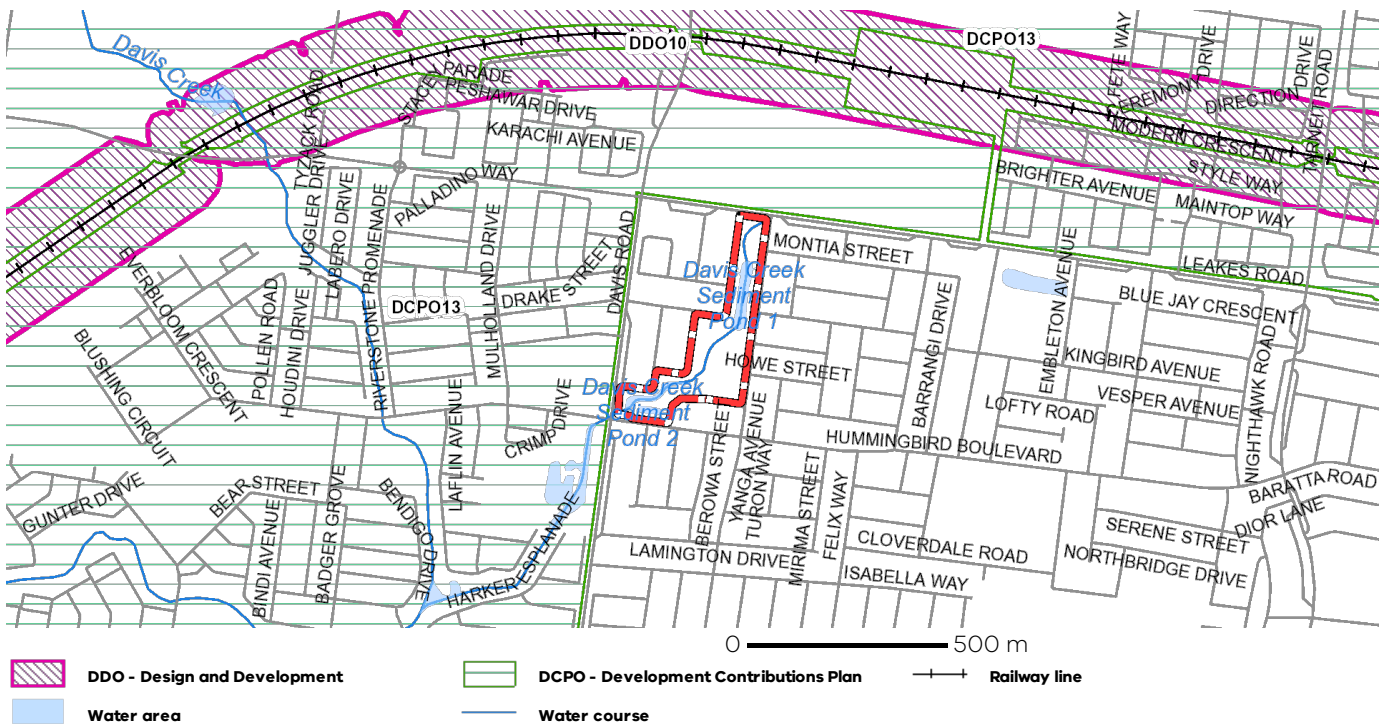 Davis Creek
DDO10
DCPO13
FETE WAY
CEREMONY DRIVE
DIRECTION DRIVE
TARNEIT ROAD
PARADE
STACE
PESHAWAR DRIVE
KARACHI AVENUE
MODERN CRESCENT
STYLE WAY
TYZACK ROAD
BRIGHTER AVENUE
MAINTOP WAY
PALLADINO WAY
JUGGLER DRIVE
LABERO DRIVE
RIVERSTONE PROMENADE
MULHOLLAND DRIVE
DRAKE STREET
DAVIS ROAD
MONTIA STREET
LEAKES ROAD
EVERBLOOM CRESCENT
Davis Creek
Sediment
Pond 1
EMBLETON AVENUE
BLUE JAY CRESCENT
DCPO13
POLLEN ROAD
HOUDINI DRIVE
BARRANGI DRIVE
BLUSHING CIRCUIT
HOWE STREET
KINGBIRD AVENUE
NIGHTHAWK ROAD
Davis Creek
Sediment
Pond 2
VESPER AVENUE
LOFTY ROAD
LAFLIN AVENUE
CRIMP DRIVE
HUMMINGBIRD BOULEVARD
BEROWA STREET
YANGA AVENUE
TURON WAY
MIRIMA STREET
FELIX WAY
BARATTA ROAD
GUNTER DRIVE
BEAR STREET
BENDIGO DRIVE
DIOR LANE
SERENE STREET
BINDI AVENUE
BADGER GROVE
HARKER ESPLANADE
LAMINGTON DRIVE
CLOVERDALE ROAD
NORTHBRIDGE DRIVE
ISABELLA WAY
0 500 m
DDO - Design and Development
DCPO - Development Contributions Plan
Railway line
Water area
Water course